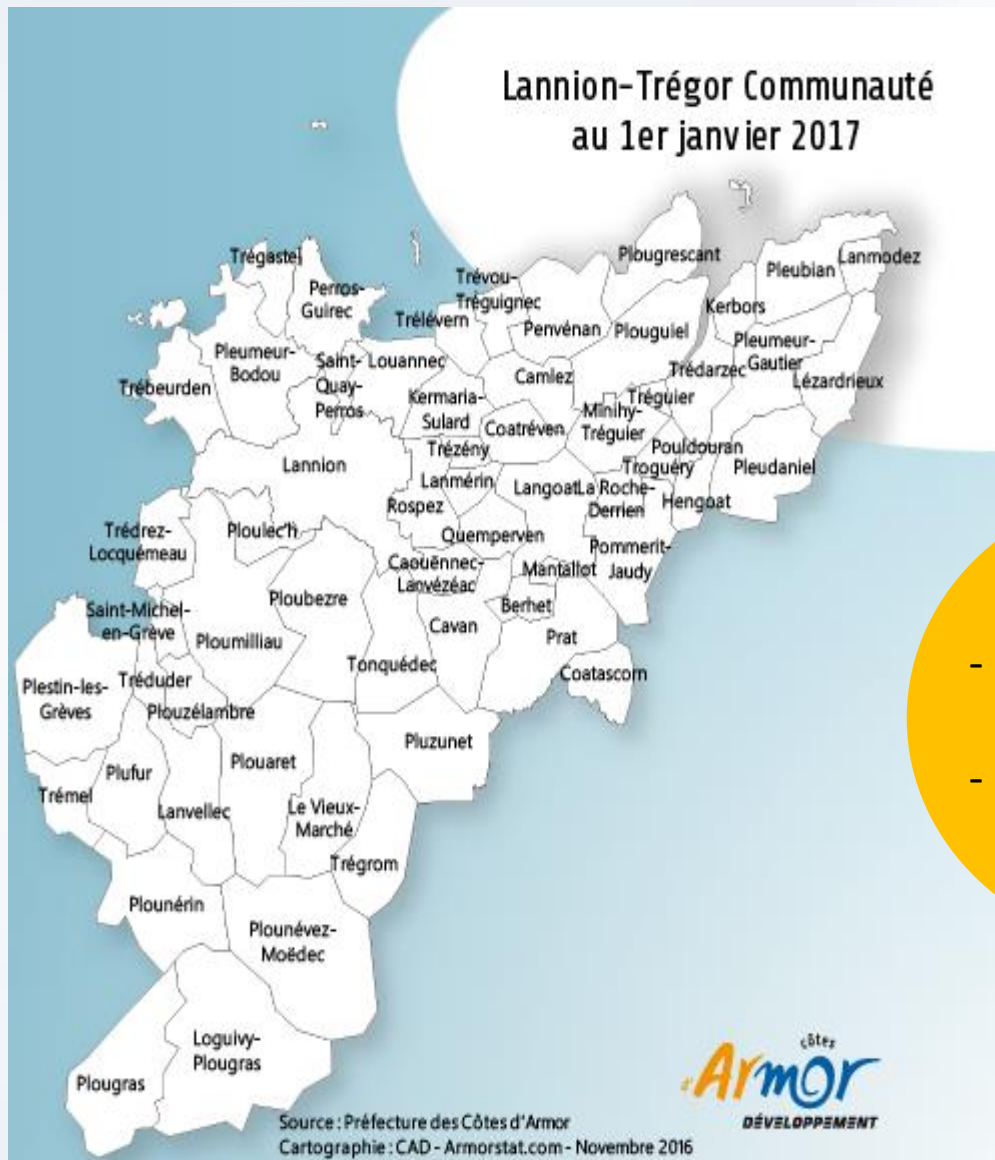 Lannion-Trégor Communauté
au 1er janvier 2017
Trégastel
Perros-
Guirec
Plougrescant
Pleubian
Lanmodez
Trévou-
Tréguignec
Trélévern
Penvénan
Plouguiel
Kerbors
Pleumeur-
Gautier
Pleumeur-
Bodou
Trébeurden
Saint-
Quay-
Perros
Louannec
Kermaria-
Sulard
Camlez
Coatréven
Trédarzec
Tréguier
Minihy-
Tréguier
Lézardrieux
Lannion
Trézény
Lanmérin
Langoat
La Roche-
Derrien
Pouldouran
Troguéry
Hengoat
Pleudaniel
Rospez
Quemperven
Trédrez-
Locquémeau
Ploulec'h
Caouënnec-
Lanvézéac
Mantallot
Pommerit-
Jaudy
Berhet
Saint-Michel-
en-Grève
Ploubezre
Ploumilliau
Cavan
Prat
Tonquédec
Coatascorn
Plestin-les-
Grèves
Tréduder
Plouzélambre
Pluzunet
Plufur
Plouaret
Trémel
Lanvellec
Le Vieux-
Marché
Trégrom
Plounérin
Plounévez-
Moëdec
Loguivy-
Plougras
Plougras
-
-
côtes
d'Armor
DÉVELOPPEMENT
Source : Préfecture des Côtes d'Armor
Cartographie : CAD - Armorstat.com - Novembre 2016